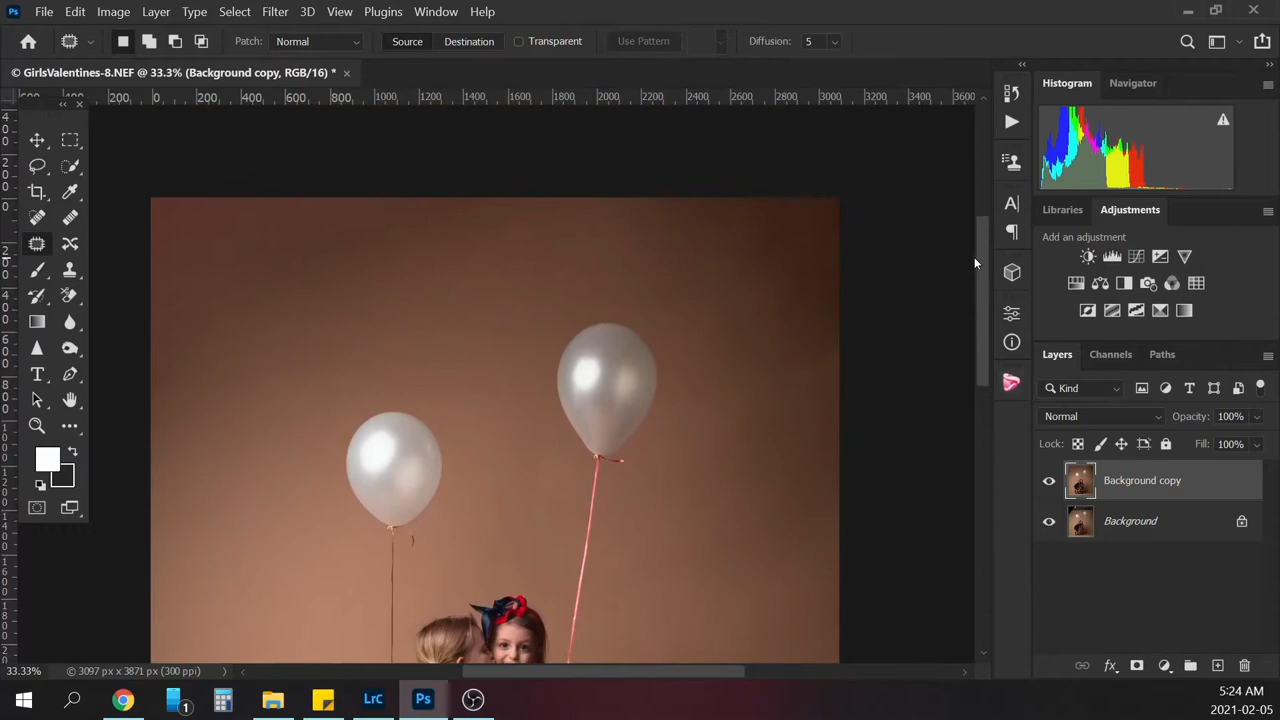 Ps File Edit Image Layer Type Select Filter 3D View Plugins Window Help
Patch: Normal Source Destination Transparent Use Pattern Diffusion: 5
© GirlsValentines-8.NEF @ 33.3% (Background copy, RGB/16) * ×
200 0 200 400 600 800 1000 1200 1400 1600 1800 2000 2200 2400 2600 2800 3000 3200 3400 3600
Histogram Navigator
Libraries Adjustments
Add an adjustment
Layers Channels Paths
Kind
Normal Opacity: 100%
Lock: Fill: 100%
Background copy
Background
33.33% © 3097 px x 3871 px (300 ppi)
1 Lrc Ps
5:24 AM
2021-02-05